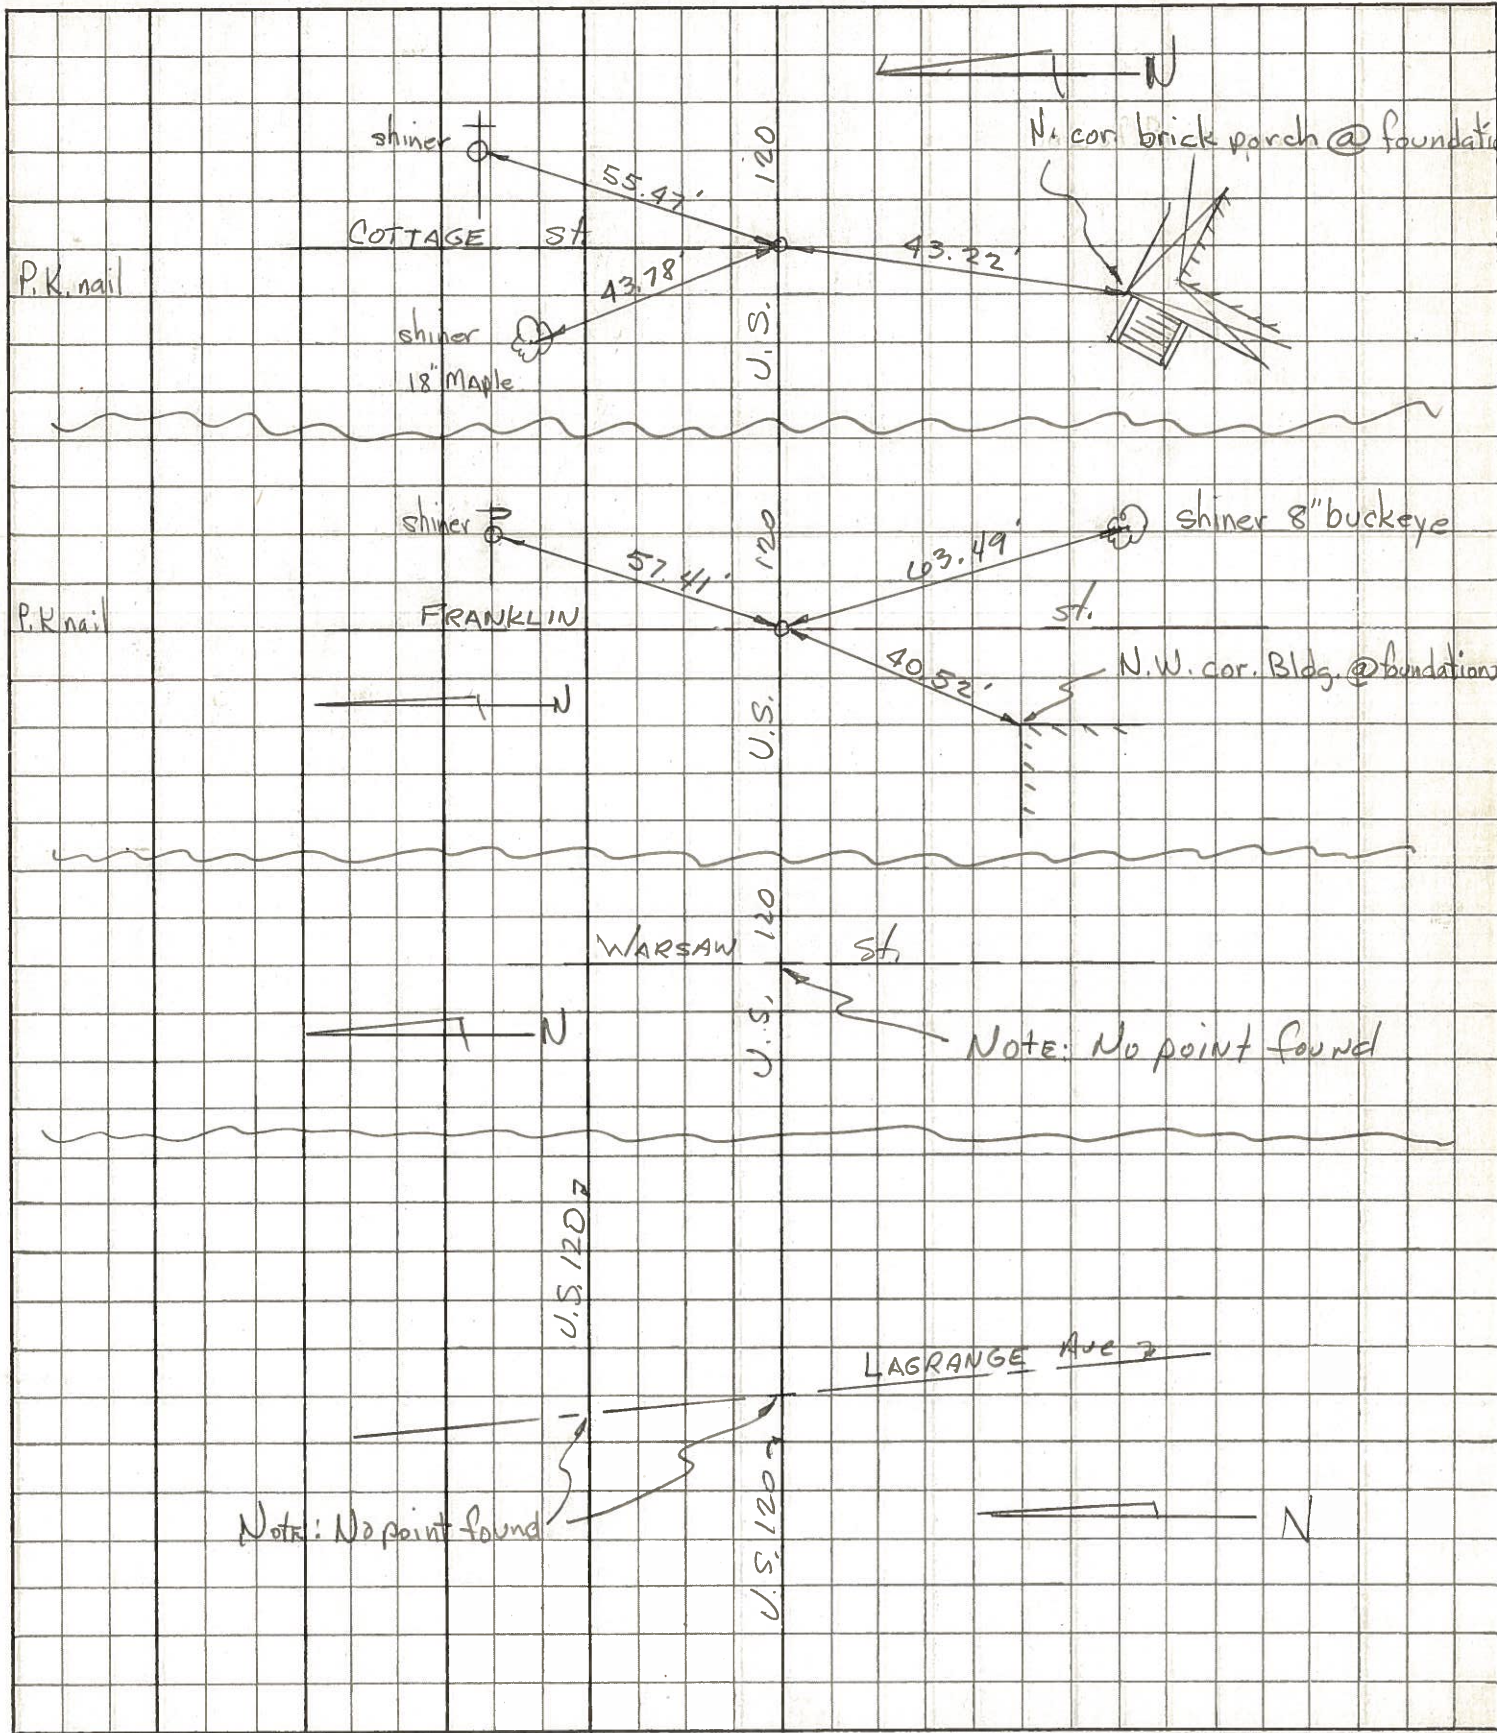 N
N. cor. brick porch @ foundati
shiner
55.47'
U.S. 120
COTTAGE St.
43.22'
P.K. nail
43.78'
shiner
18" Maple
shiner
57.41'
U.S. 120
63.49'
shiner 8" buckeye
P.K nail
FRANKLIN St.
40.52'
N.W. cor. Bldg. @ foundation
N
WARSAW St.
U.S. 120
N
Note: No point found
U.S. 120
LAGRANGE Ave
U.S. 120
Note: No point found
N